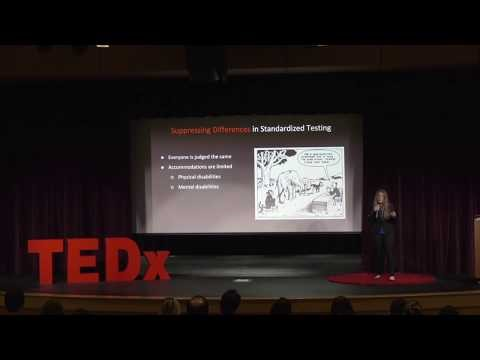 Suppressing Differences in Standardized Testing
Everyone is judged the same
Accommodations are limited
Physical disabilities
Mental disabilities
TEDx